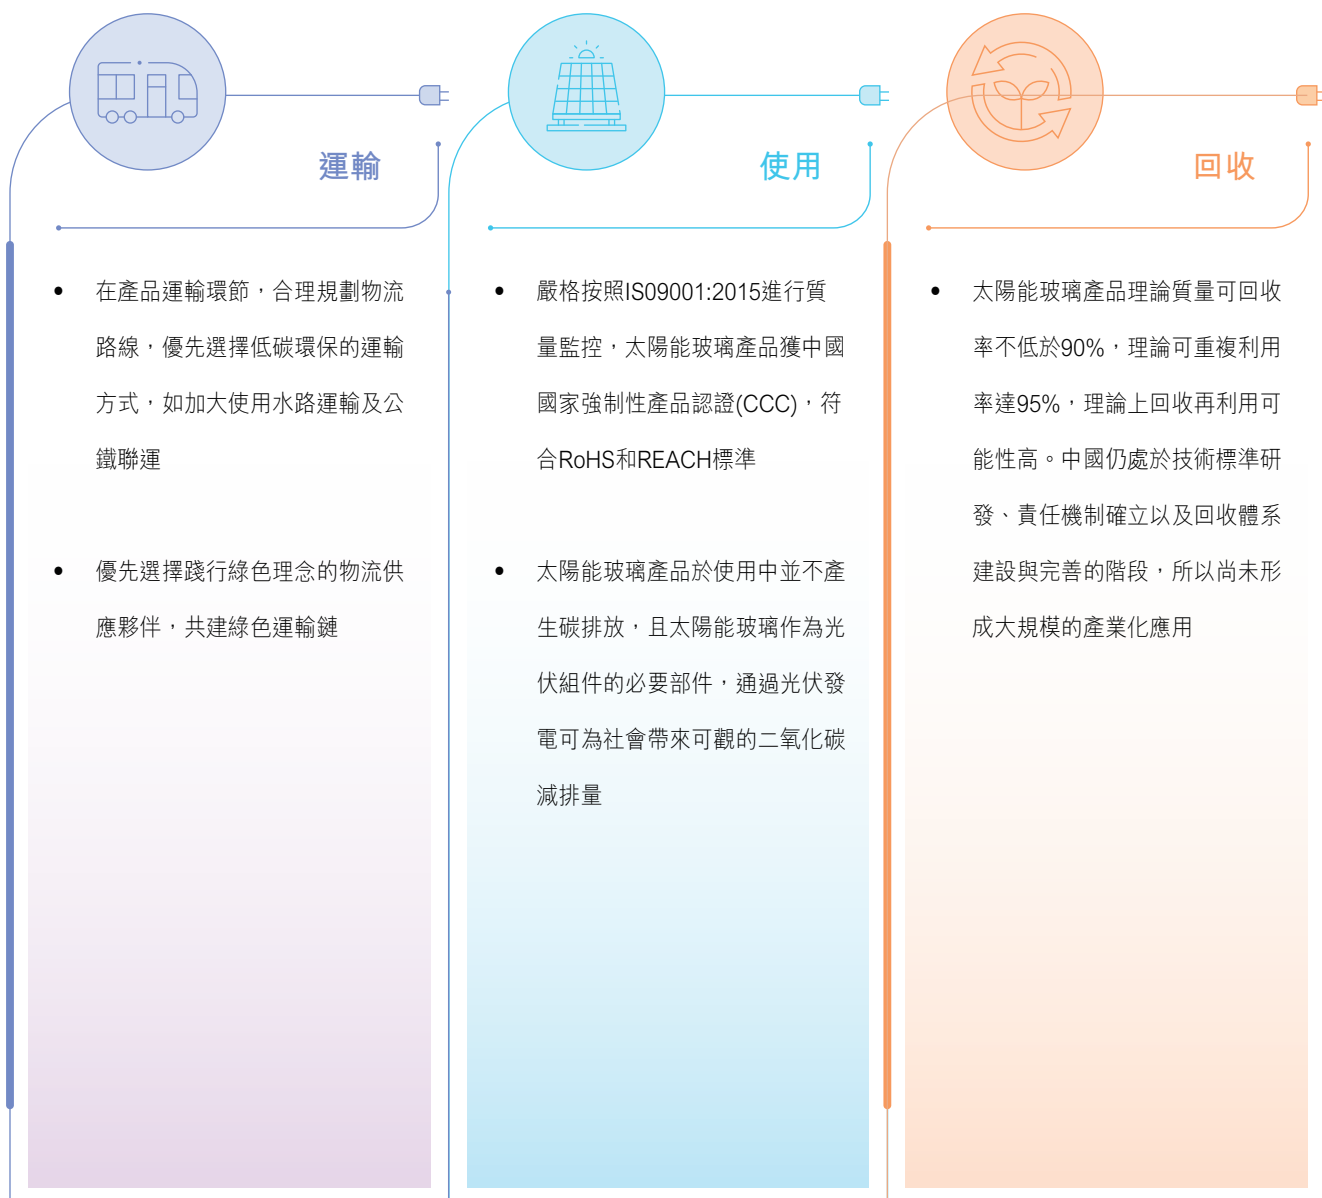 運輸
在產品運輸環節，合理規劃物流
路線，優先選擇低碳環保的運輸
方式，如加大使用水路運輸及公
鐵聯運
優先選擇踐行綠色理念的物流供
應夥伴，共建綠色運輸鏈
使用
嚴格按照IS09001:2015進行質
量監控，太陽能玻璃產品獲中國
國家強制性產品認證(CCC)，符
合RoHS和REACH標準
太陽能玻璃產品於使用中並不產
生碳排放，且太陽能玻璃作為光
伏組件的必要部件，通過光伏發
電可為社會帶來可觀的二氧化碳
減排量
回收
太陽能玻璃產品理論質量可回收
率不低於90%，理論可重複利用
率達95%，理論上回收再利用可
能性高。中國仍處於技術標準研
發、責任機制確立以及回收體系
建設與完善的階段，所以尚未形
成大規模的產業化應用